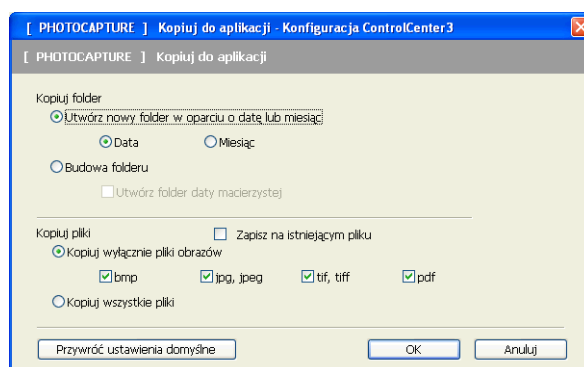 [ PHOTOCAPTURE ] Kopiuj do aplikacji - Konfiguracja ControlCenter3
[ PHOTOCAPTURE ] Kopiuj do aplikacji
Kopiuj folder
Utwórz nowy folder w oparciu o datę lub miesiąc
Data Miesiąc
Budowa folderu
Utwórz folder daty macierzystej
Kopiuj pliki Zapisz na istniejącym pliku
Kopiuj wyłącznie pliki obrazów
bmp jpg, jpeg tif, tiff pdf
Kopiuj wszystkie pliki
Przywróć ustawienia domyślne OK Anuluj